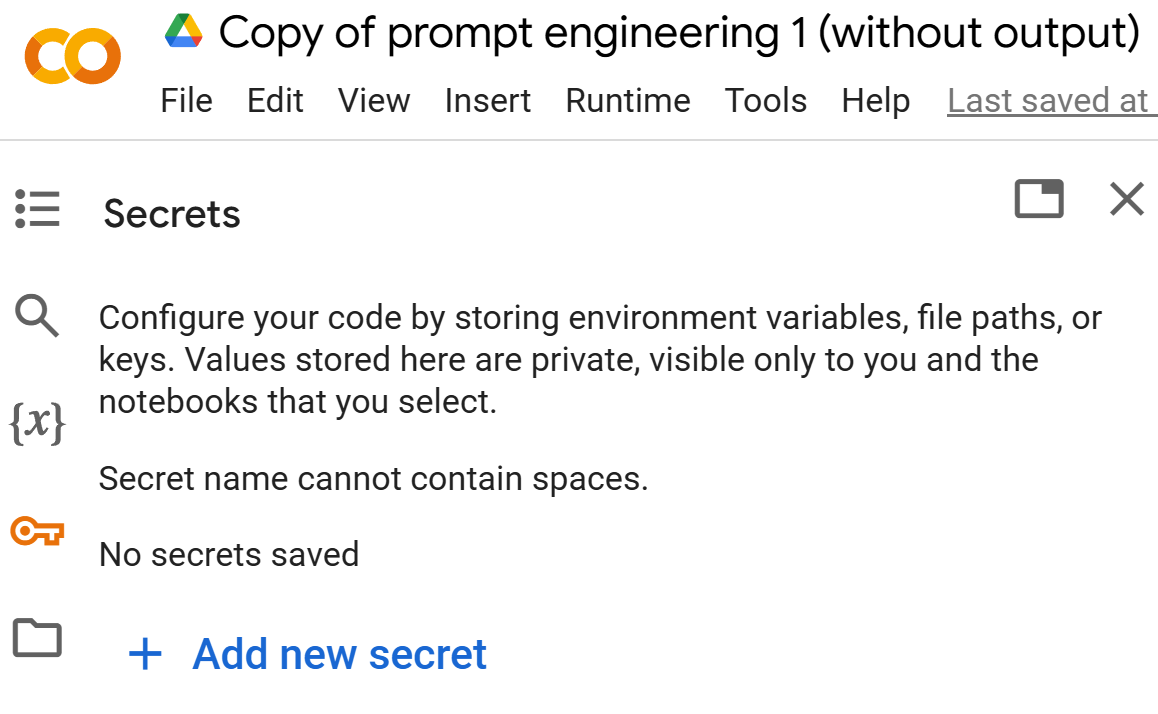 Copy of prompt engineering 1 (without output)
File Edit View Insert Runtime Tools Help Last saved at
Secrets
Configure your code by storing environment variables, file paths, or
keys. Values stored here are private, visible only to you and the
notebooks that you select.
{x}
Secret name cannot contain spaces.
No secrets saved
+ Add new secret